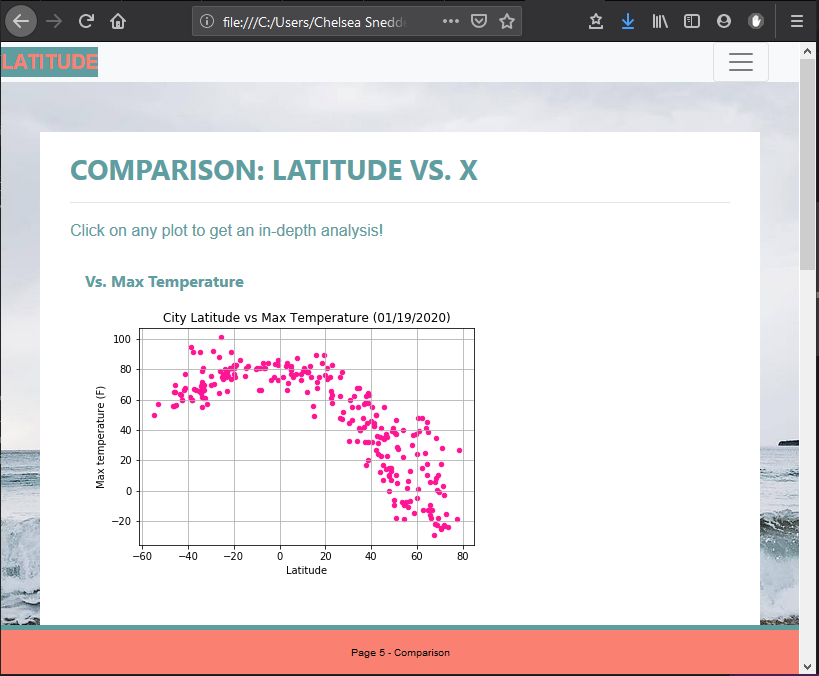 file:///C:/Users/Chelsea Snedd
LATITUDE
COMPARISON: LATITUDE VS. X
Click on any plot to get an in-depth analysis!
Vs. Max Temperature
City Latitude vs Max Temperature (01/19/2020)
Max temperature (F)
100
80
60
40
20
0
−20
−60 −40 −20 0 20 40 60 80
Latitude
Page 5 - Comparison